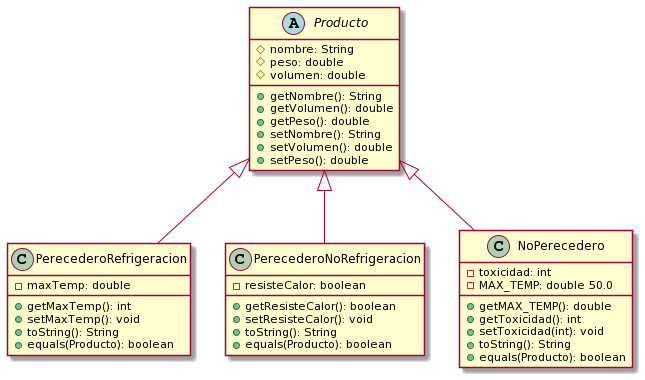 A Producto
nombre: String
peso: double
volumen: double
getNombre(): String
getVolumen(): double
getPeso(): double
setNombre(): String
setVolumen(): double
setPeso(): double
C PerecederoRefrigeracion
maxTemp: double
getMaxTemp(): int
setMaxTemp(): void
toString(): String
equals(Producto): boolean
C PerecederoNoRefrigeracion
resisteCalor: boolean
getResisteCalor(): boolean
setResisteCalor(): void
toString(): String
equals(Producto): boolean
C NoPerecedero
toxicidad: int
MAX_TEMP: double 50.0
getMAX_TEMP(): double
getToxicidad(): int
setToxicidad(int): void
toString(): String
equals(Producto): boolean